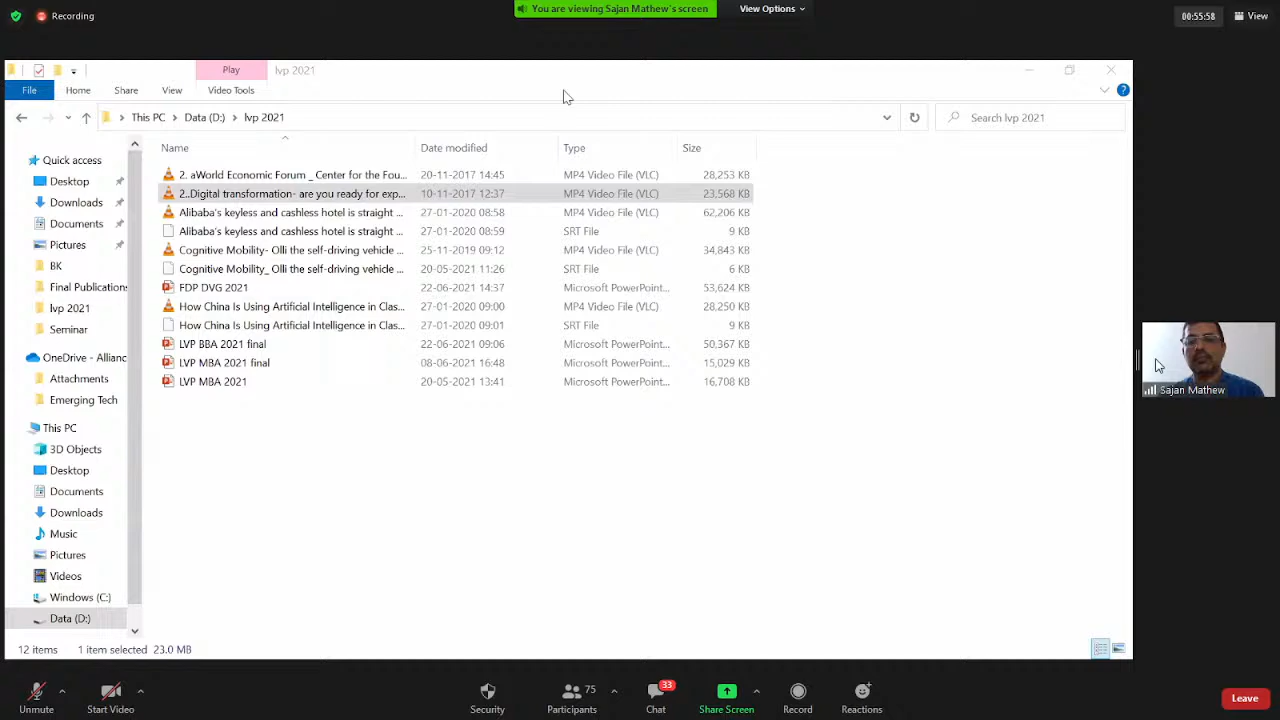 Recording
You are viewing Sajan Mathew's screen
View Options
00:55:58
View
Play
lvp 2021
File
Home
Share
View
Video Tools
This PC
Data (D:)
lvp 2021
Search lvp 2021
Name
Date modified
Type
Size
2. aWorld Economic Forum _ Center for the Fou...
20-11-2017 14:45
MP4 Video File (VLC)
28,253 KB
2..Digital transformation- are you ready for exp...
10-11-2017 12:37
MP4 Video File (VLC)
23,568 KB
Alibaba's keyless and cashless hotel is straight ...
27-01-2020 08:58
MP4 Video File (VLC)
62,206 KB
Alibaba's keyless and cashless hotel is straight ...
27-01-2020 08:59
SRT File
9 KB
Cognitive Mobility- Olli the self-driving vehicle ...
25-11-2019 09:12
MP4 Video File (VLC)
34,843 KB
Cognitive Mobility_ Olli the self-driving vehicle ...
20-05-2021 11:26
SRT File
6 KB
FDP DVG 2021
22-06-2021 14:37
Microsoft PowerPoint...
53,624 KB
How China Is Using Artificial Intelligence in Clas...
27-01-2020 09:00
MP4 Video File (VLC)
28,250 KB
How China Is Using Artificial Intelligence in Clas...
27-01-2020 09:01
SRT File
9 KB
LVP BBA 2021 final
22-06-2021 09:06
Microsoft PowerPoint...
50,367 KB
LVP MBA 2021 final
08-06-2021 16:48
Microsoft PowerPoint...
15,029 KB
LVP MBA 2021
20-05-2021 13:41
Microsoft PowerPoint...
16,708 KB
Quick access
Desktop
Downloads
Documents
Pictures
BK
Final Publications
lvp 2021
Seminar
OneDrive - Allianc
Attachments
Emerging Tech
This PC
3D Objects
Desktop
Documents
Downloads
Music
Pictures
Videos
Windows (C:)
Data (D:)
12 items
1 item selected 23.0 MB
Sajan Mathew
Unmute
Start Video
Security
75
Participants
33
Chat
Share Screen
Record
Reactions
Leave